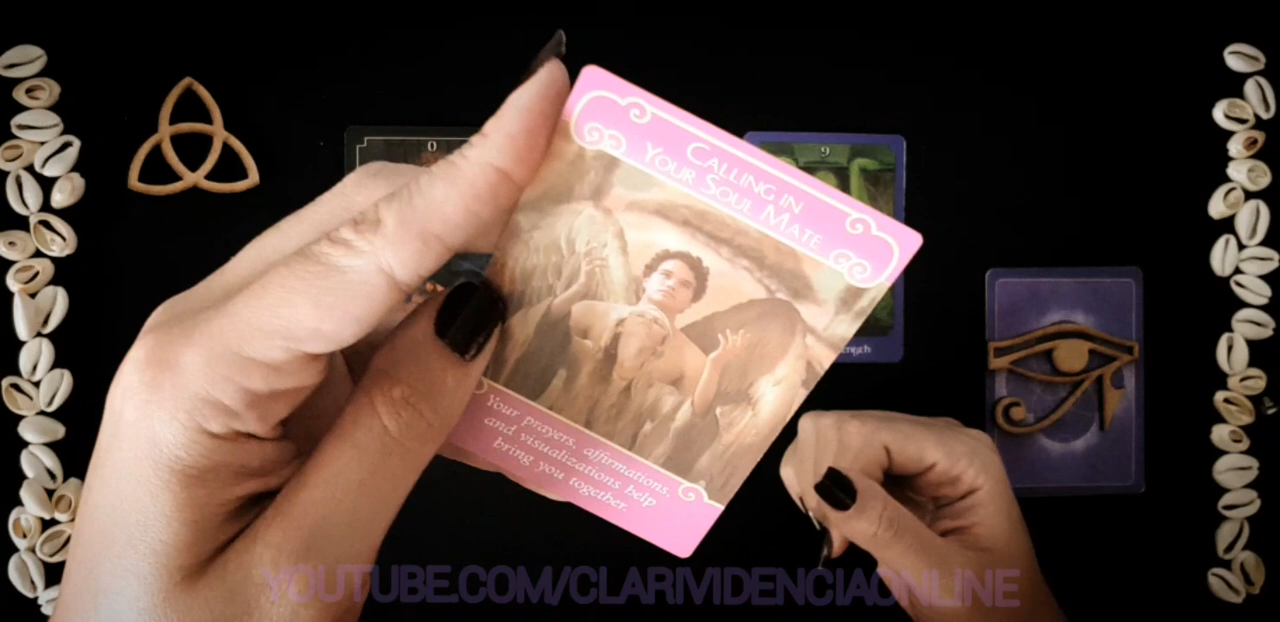 0
9
CALLING IN
YOUR SOUL MATE
Your prayers, affirmations,
and visualizations help
bring you together.
YOUTUBE.COM/CLARIVIDENCIAONLINE